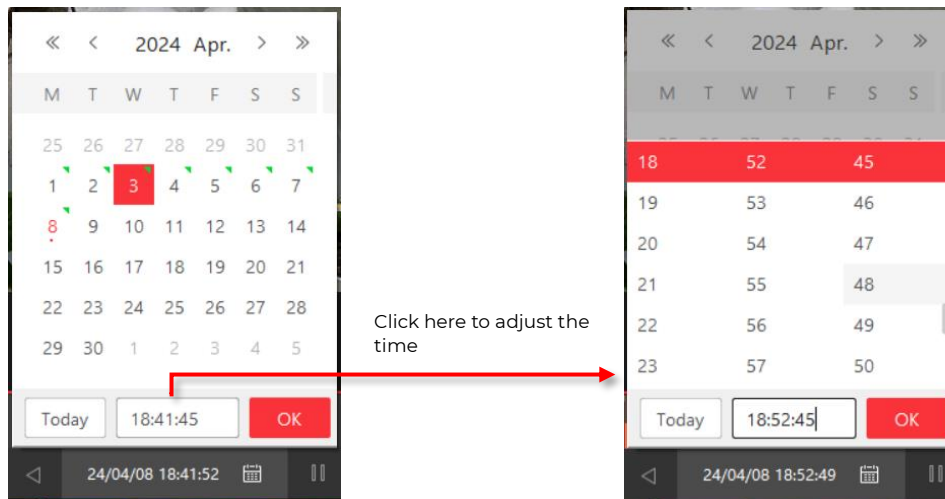 « < 2024 Apr. > »
M T W T F S S
25 26 27 28 29 30 31
1 2 3 4 5 6 7
8 9 10 11 12 13 14
15 16 17 18 19 20 21
22 23 24 25 26 27 28
29 30 1 2 3 4 5
Today 18:41:45 OK
24/04/08 18:41:52
Click here to adjust the
time
« < 2024 Apr. > »
M T W T F S S
18 52 45
19 53 46
20 54 47
21 55 48
22 56 49
23 57 50
Today 18:52:45 OK
24/04/08 18:52:49